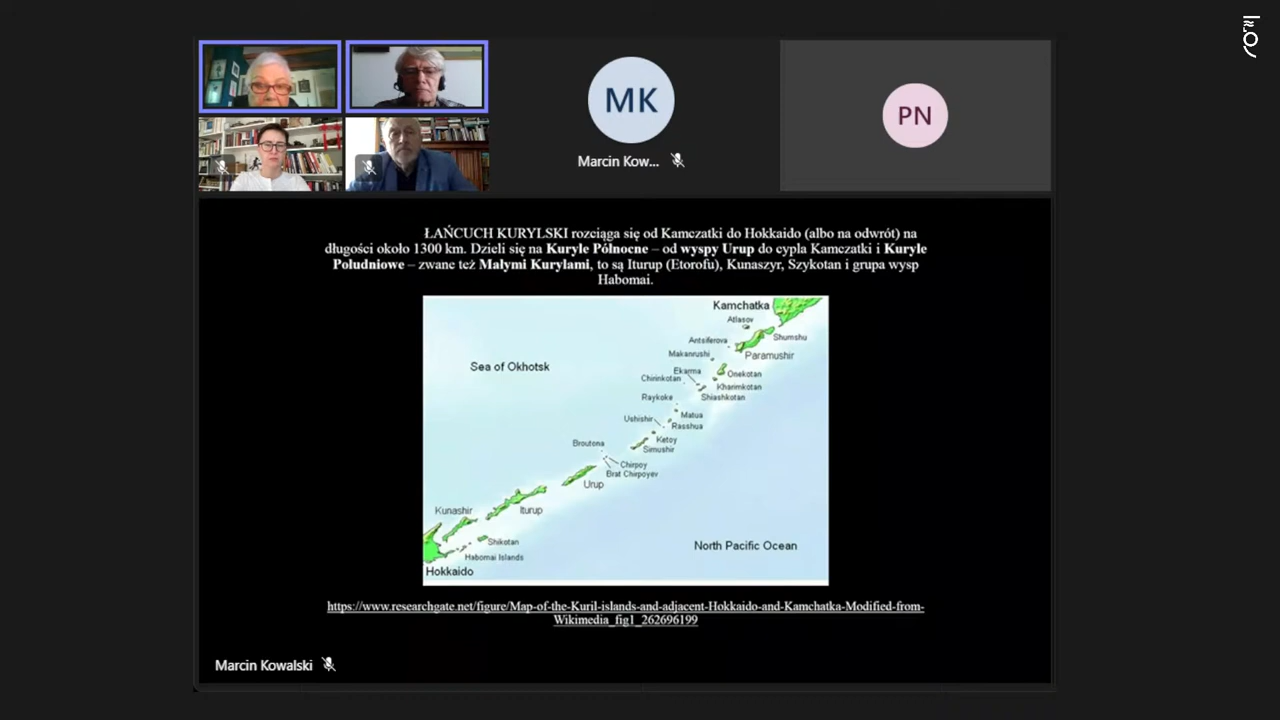 MK
Marcin Kow...
PN
ŁAŃCUCH KURYLSKI rozciąga się od Kamczatki do Hokkaido (albo na odwrót) na
długości około 1300 km. Dzieli się na Kuryle Północne – od wyspy Urup do cypla Kamczatki i Kuryle
Południowe – zwane też Małymi Kurylami, to są Iturup (Etorofu), Kunaszyr, Szykotan i grupa wysp
Habomai.
Kamchatka
Atlasov
Shumshu
Antsiferova
Paramushir
Makanrushi
Sea of Okhotsk
Ekarma
Onekotan
Chirinkotan
Kharimkotan
Shiashkotan
Raykoke
Matua
Ushishir
Rasshua
Ketoy
Broutona
Simushir
Chirpoy
Brat Chirpoyev
Urup
Kunashir
Iturup
Shikotan
North Pacific Ocean
Habomai Islands
Hokkaido
https://www.researchgate.net/figure/Map-of-the-Kuril-islands-and-adjacent-Hokkaido-and-Kamchatka-Modified-from-
Wikimedia_fig1_262696199
Marcin Kowalski